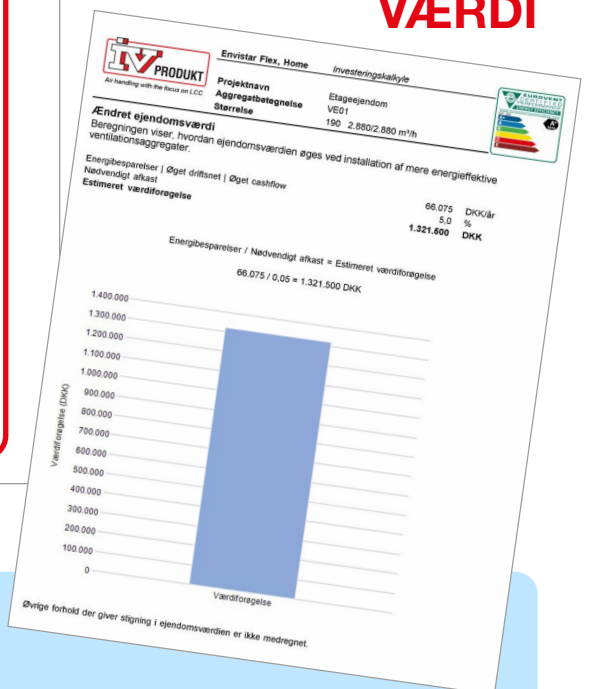 VÆRDI
IV PRODUKT
Air handling with the focus on LCC
Envistar Flex, Home Investeringskalkyle
Projektnavn Etageejendom
Aggregatbetegnelse VE01
Størrelse 190 2.880/2.880 m³/h
EUROVENT
CERTIFIED
PERFORMANCE
ENERGY EFFICIENCY
Ændret ejendomsværdi
Beregningen viser, hvordan ejendomsværdien øges ved installation af mere energieffektive
ventilationsaggregater.
Energibesparelser | Øget driftsnet | Øget cashflow 66.075 DKK/år
Nødvendigt afkast 5,0 %
Estimeret værdiforøgelse 1.321.500 DKK
Energibesparelser / Nødvendigt afkast = Estimeret værdiforøgelse
66.075 / 0,05 = 1.321.500 DKK
Værdiforøgelse (DKK)
1.400.000
1.300.000
1.200.000
1.100.000
1.000.000
900.000
800.000
700.000
600.000
500.000
400.000
300.000
200.000
100.000
0
Værdiforøgelse
Øvrige forhold der giver stigning i ejendomsværdien er ikke medregnet.